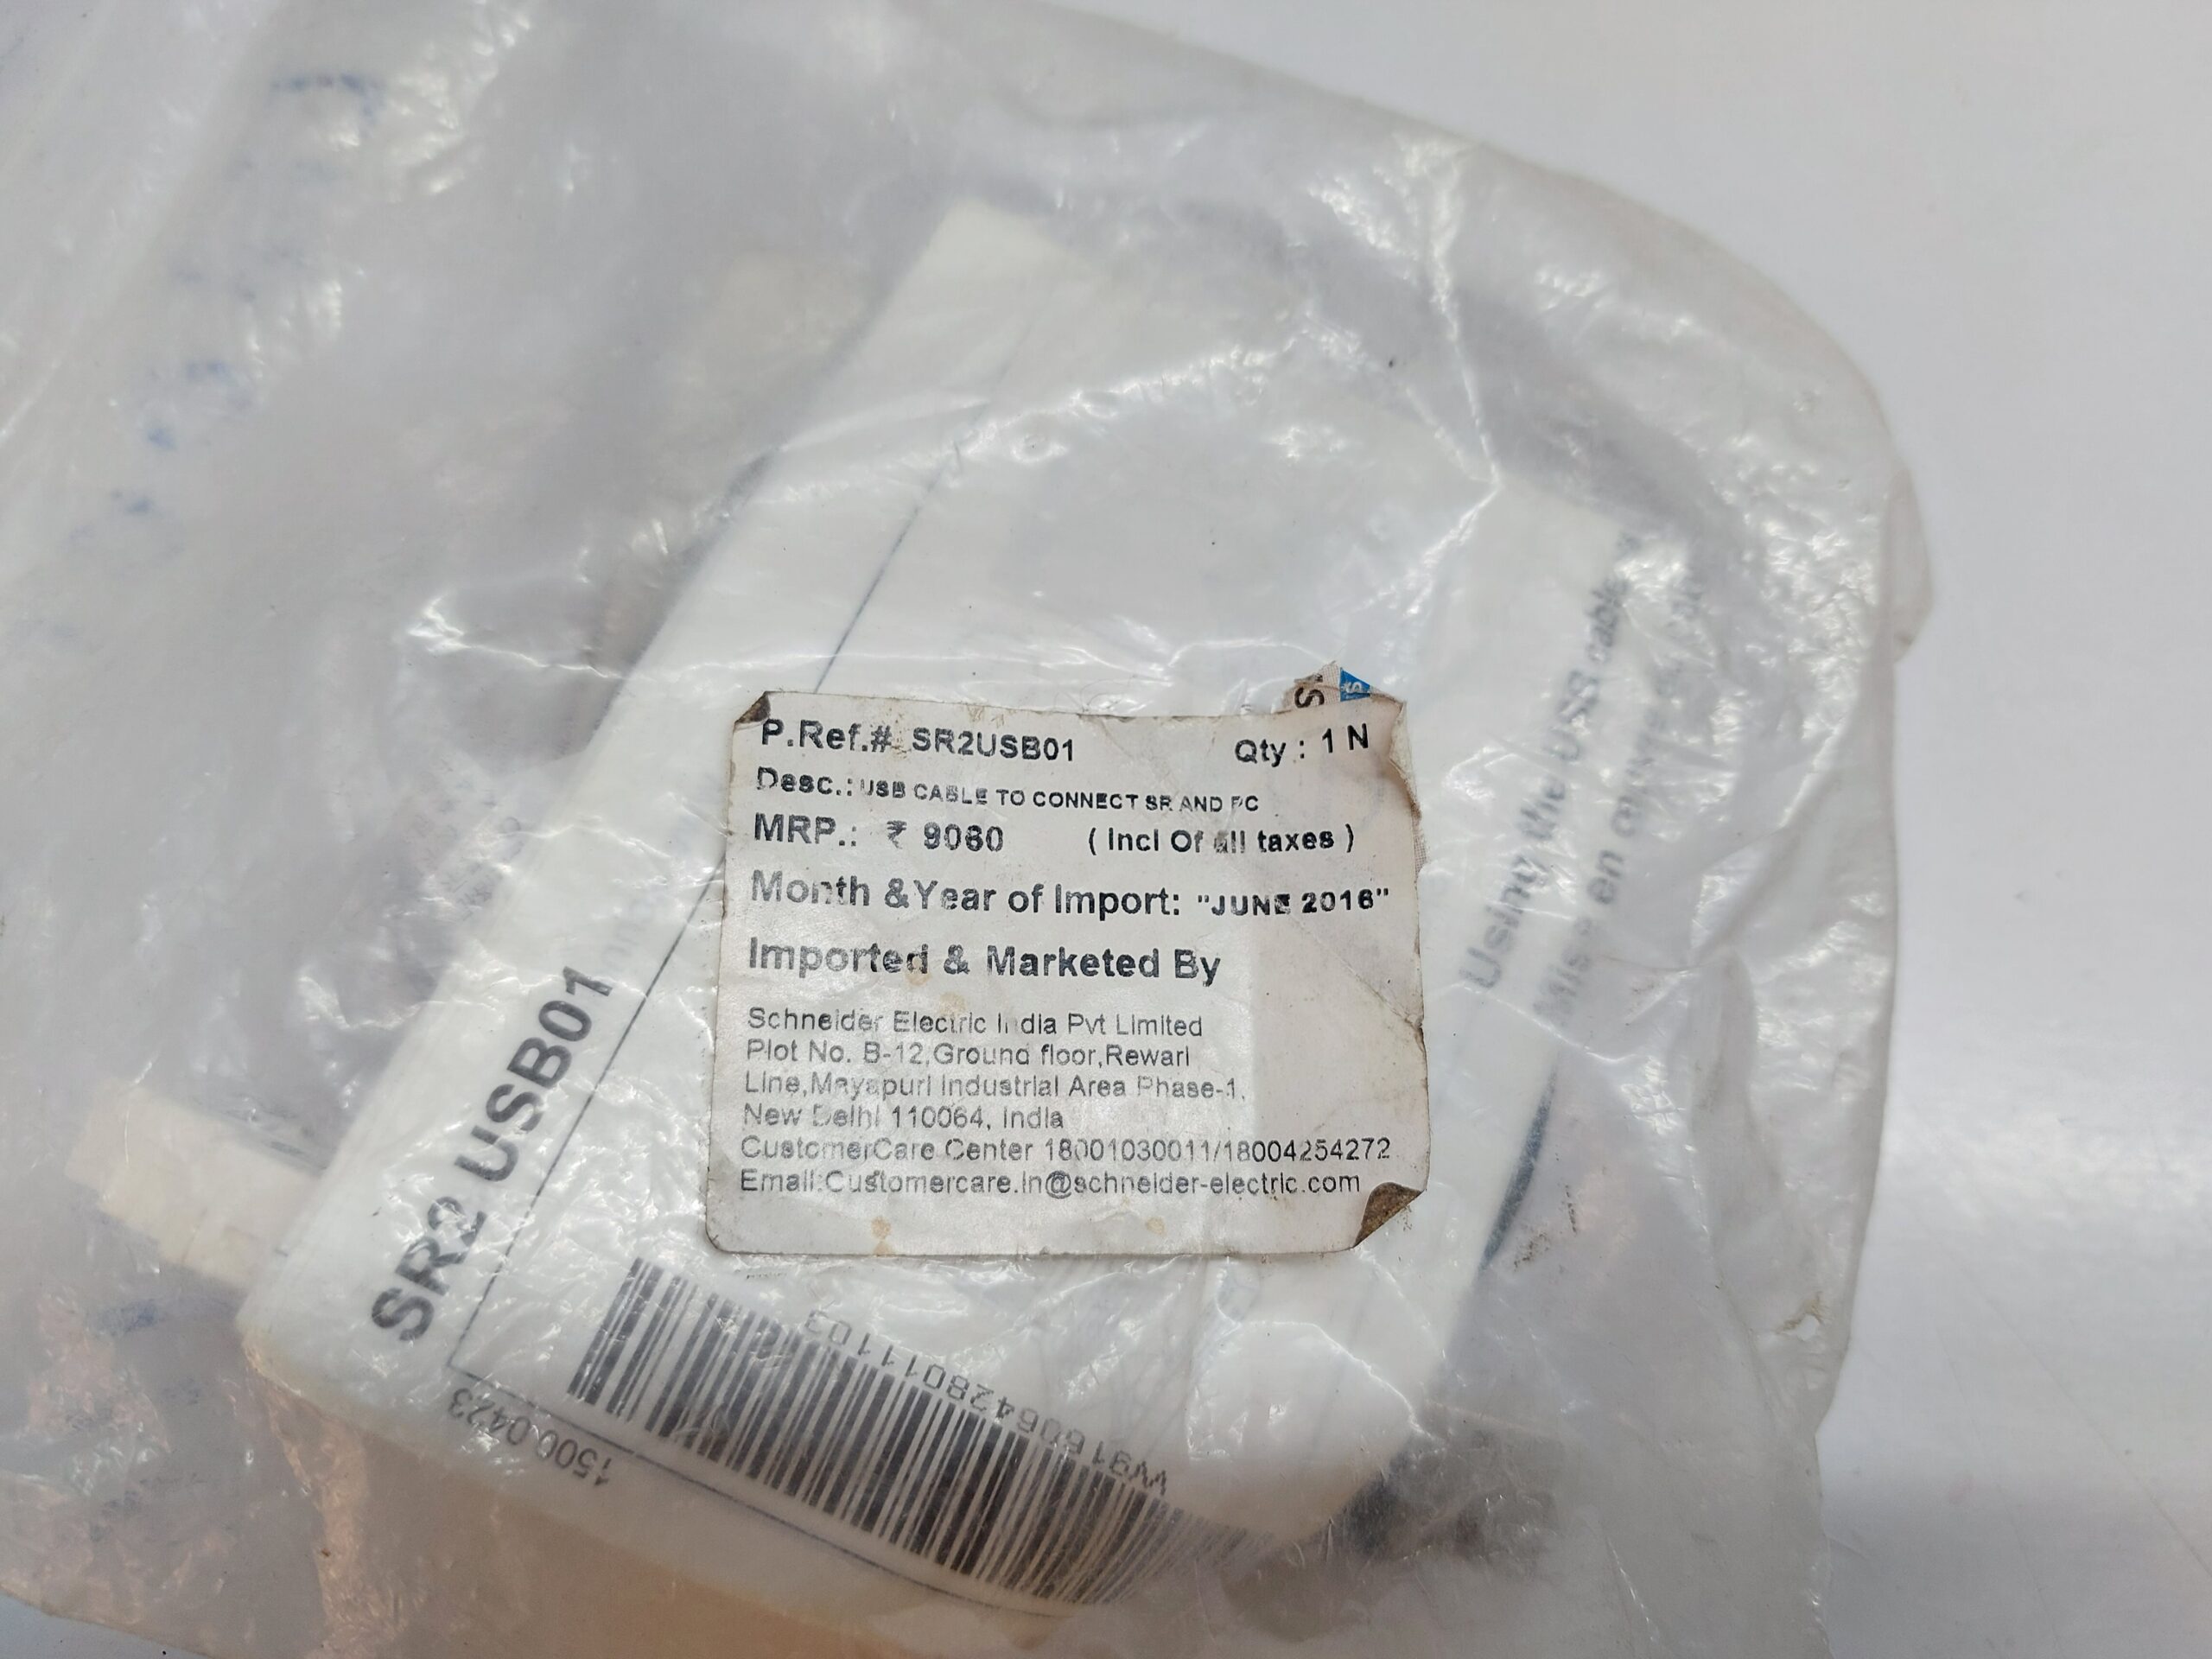 P.Ref.# SR2USB01 Qty : 1 N
Desc.: USB CABLE TO CONNECT SR AND PC
MRP.: ₹ 9060 ( Incl Of all taxes )
Month &Year of Import: "JUNE 2016"
Imported & Marketed By
Schneider Electric India Pvt Limited
Plot No. B-12,Ground floor,Rewari
Line,Mayapuri Industrial Area Phase-1,
New Delhi 110064, India
CustomerCare Center 18001030011/18004254272
Email:Customercare.in@schneider-electric.com
SR2 USB01
1500.0423
Using the USB cable
Mise en